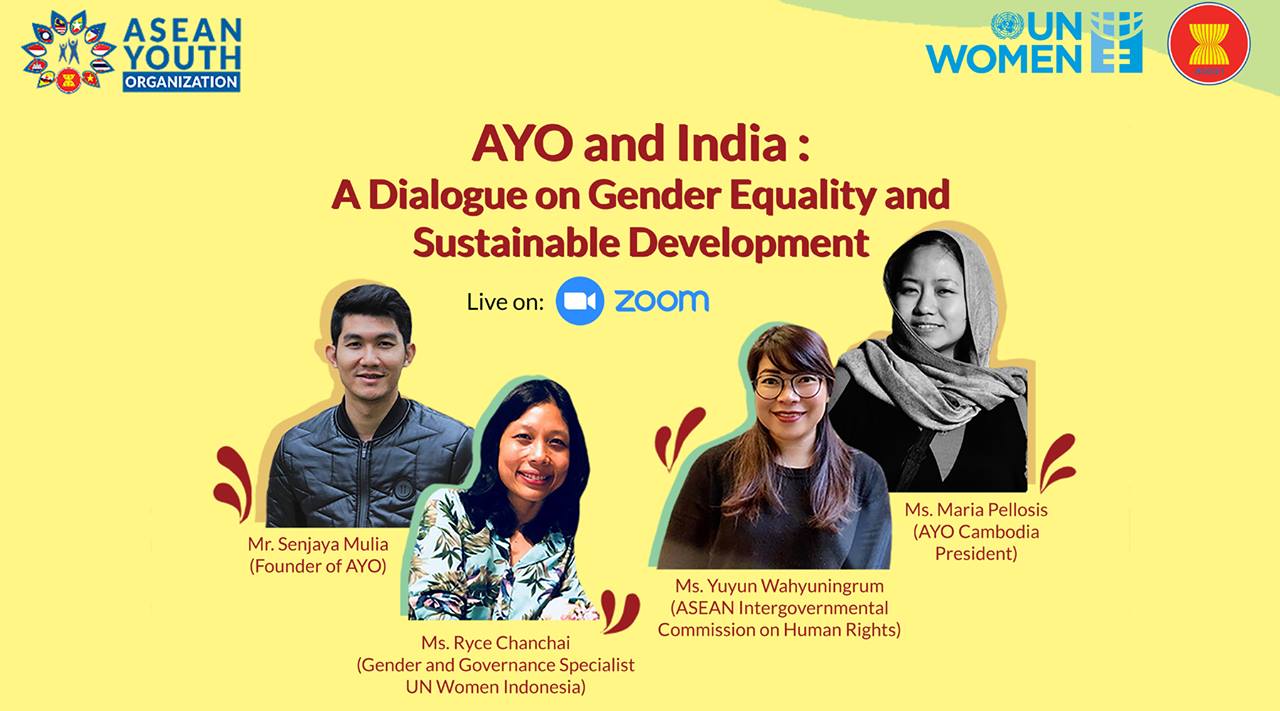 ASEAN
YOUTH
ORGANIZATION
UN
WOMEN
AYO and India :
A Dialogue on Gender Equality and
Sustainable Development
Live on: zoom
Mr. Senjaya Mulia
(Founder of AYO)
Ms. Ryce Chanchai
(Gender and Governance Specialist
UN Women Indonesia)
Ms. Yuyun Wahyuningrum
(ASEAN Intergovernmental
Commission on Human Rights)
Ms. Maria Pellosis
(AYO Cambodia
President)